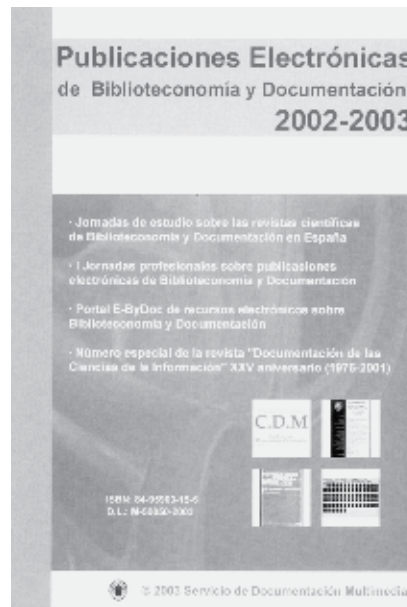 Publicaciones Electrónicas
de Biblioteconomía y Documentación
2002-2003
· Jornadas de estudio sobre las revistas científicas
de Biblioteconomía y Documentación en España
· I Jornadas profesionales sobre publicaciones
electrónicas de Biblioteconomía y Documentación
· Portal E-ByDoc de recursos electrónicos sobre
Biblioteconomía y Documentación
· Número especial de la revista "Documentación de las
Ciencias de la Información" XXV aniversario (1976-2001)
C.D.M
ISBN:
D.L.:
© 2003 Servicio de Documentación Multimedia